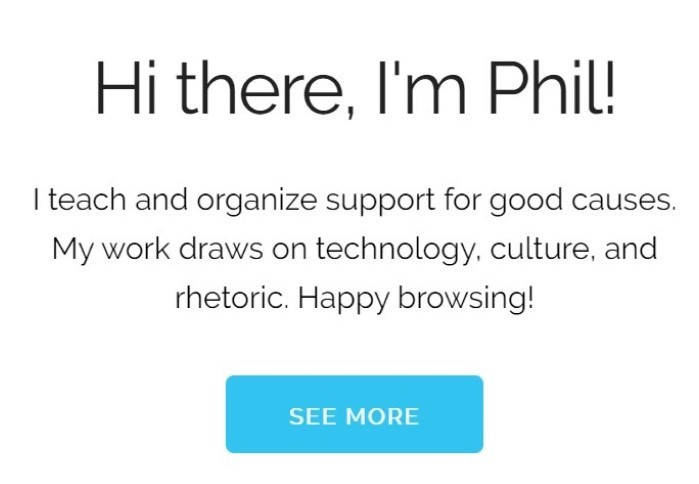 Hi there, I'm Phil!
I teach and organize support for good causes.
My work draws on technology, culture, and
rhetoric. Happy browsing!
SEE MORE